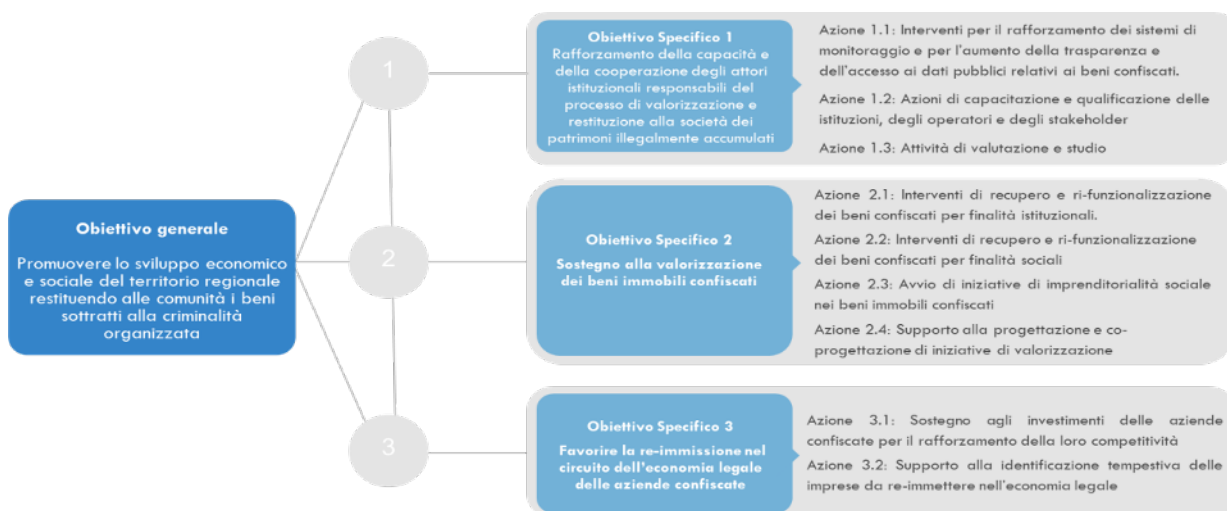 Obiettivo generale
Promuovere lo sviluppo economico
e sociale del territorio regionale
restituendo alle comunità i beni
sottratti alla criminalità
organizzata
1
Obiettivo Specifico 1
Rafforzamento della capacità e
della cooperazione degli attori
istituzionali responsabili del
processo di valorizzazione e
restituzione alla società dei
patrimoni illegalmente accumulati
Azione 1.1: Interventi per il rafforzamento dei sistemi di
monitoraggio e per l'aumento della trasparenza e
dell'accesso ai dati pubblici relativi ai beni confiscati.
Azione 1.2: Azioni di capacitazione e qualificazione delle
istituzioni, degli operatori e degli stakeholder
Azione 1.3: Attività di valutazione e studio
2
Obiettivo Specifico 2
Sostegno alla valorizzazione
dei beni immobili confiscati
Azione 2.1: Interventi di recupero e ri-funzionalizzazione
dei beni confiscati per finalità istituzionali.
Azione 2.2: Interventi di recupero e ri-funzionalizzazione
dei beni confiscati per finalità sociali
Azione 2.3: Avvio di iniziative di imprenditorialità sociale
nei beni immobili confiscati
Azione 2.4: Supporto alla progettazione e co-
progettazione di iniziative di valorizzazione
3
Obiettivo Specifico 3
Favorire la re-immissione nel
circuito dell'economia legale
delle aziende confiscate
Azione 3.1: Sostegno agli investimenti delle aziende
confiscate per il rafforzamento della loro competitività
Azione 3.2: Supporto alla identificazione tempestiva delle
imprese da re-immettere nell'economia legale